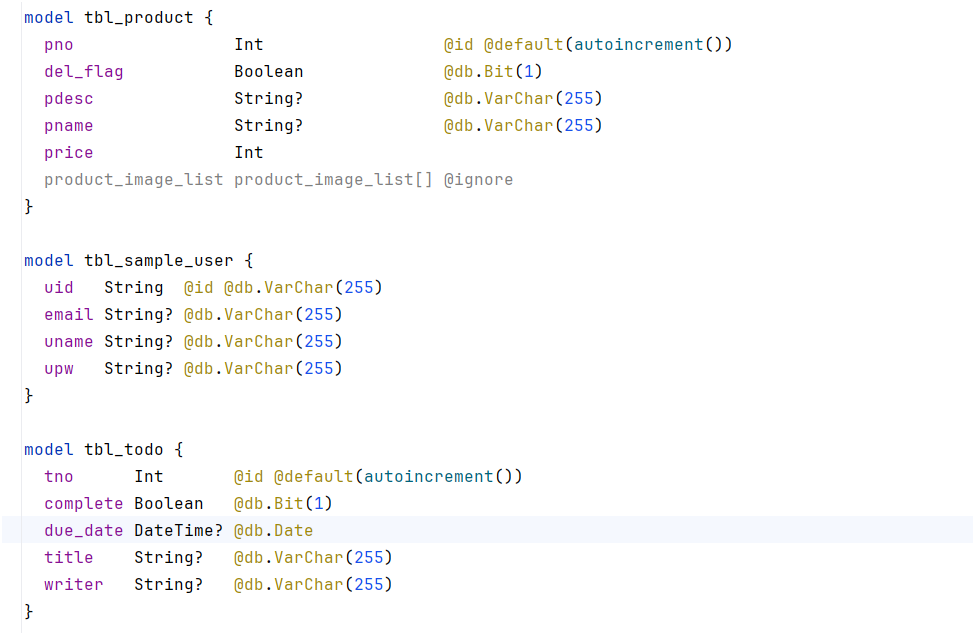 model tbl_product {
  pno                Int                  @id @default(autoincrement())
  del_flag           Boolean              @db.Bit(1)
  pdesc              String?              @db.VarChar(255)
  pname              String?              @db.VarChar(255)
  price              Int
  product_image_list product_image_list[] @ignore
}

model tbl_sample_user {
  uid   String  @id @db.VarChar(255)
  email String? @db.VarChar(255)
  uname String? @db.VarChar(255)
  upw   String? @db.VarChar(255)
}

model tbl_todo {
  tno      Int       @id @default(autoincrement())
  complete Boolean   @db.Bit(1)
  due_date DateTime? @db.Date
  title    String?   @db.VarChar(255)
  writer   String?   @db.VarChar(255)
}